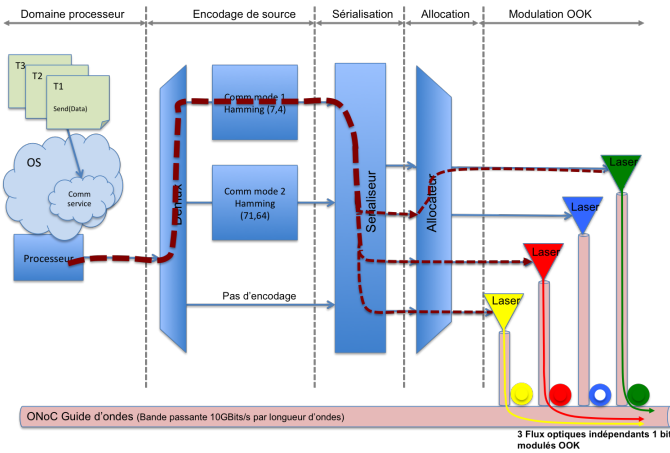 Domaine processeur
Encodage de source
Sérialisation
Allocation
Modulation OOK
T3
T2
T1
Send(Data)
OS
Comm
service
Processeur
Demux
Comm mode 1
Hamming (7,4)
Comm mode 2
Hamming
(71,64)
Pas d'encodage
Sérialiseur
Allocateur
Laser
Laser
Laser
Laser
ONoC Guide d'ondes (Bande passante 10GBits/s par longueur d'ondes)
3 Flux optiques indépendants 1 bit
modulés OOK